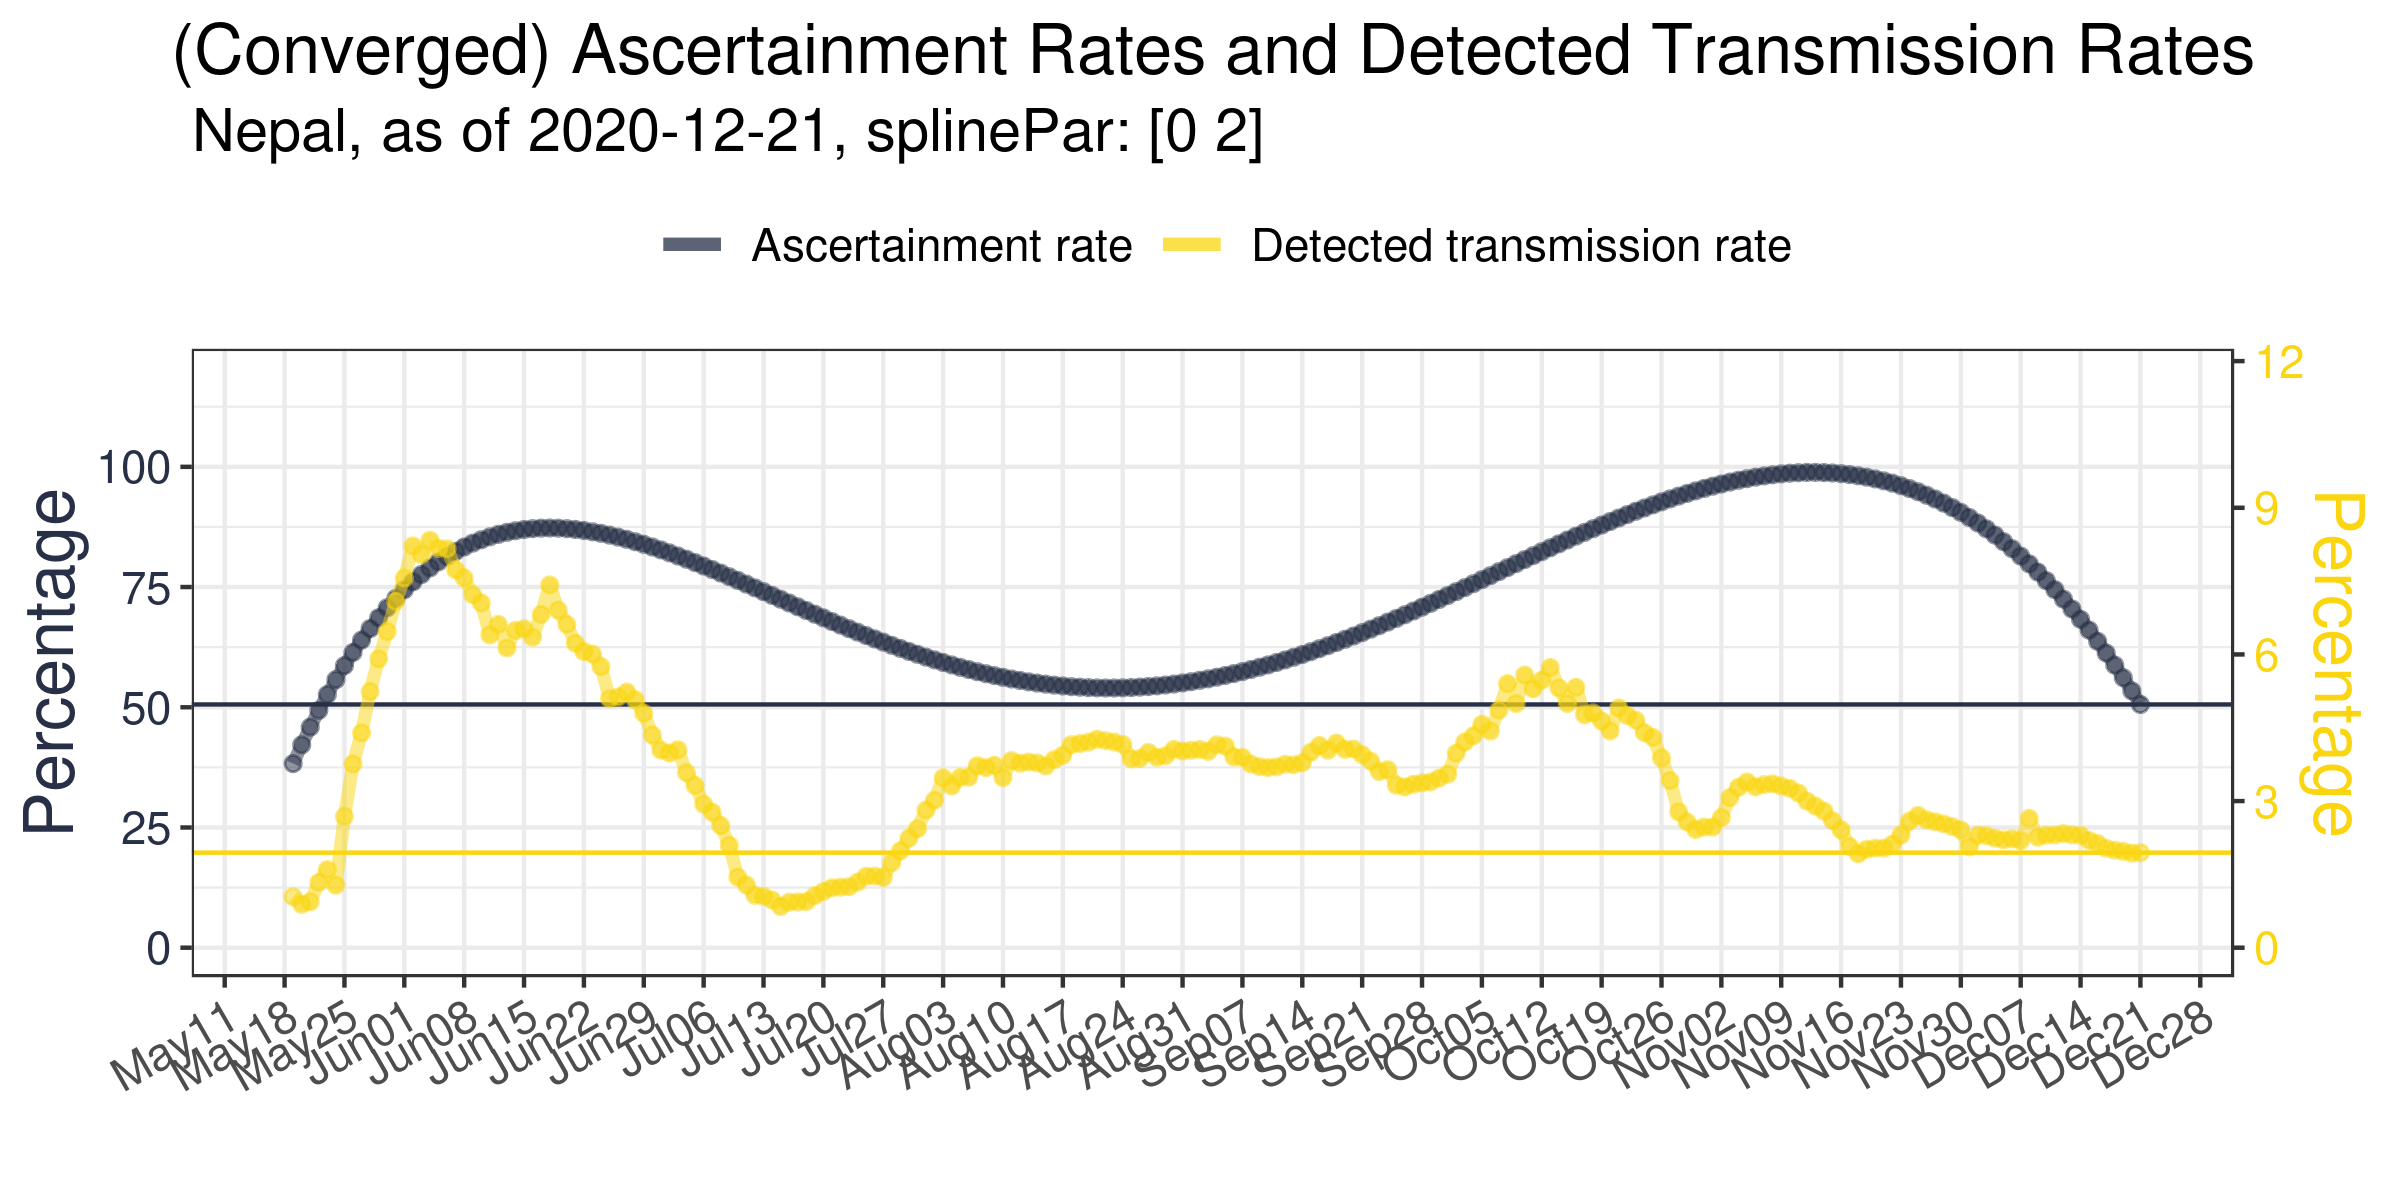 (Converged) Ascertainment Rates and Detected Transmission Rates
Nepal, as of 2020-12-21, splinePar: [0 2]
Ascertainment rate
Detected transmission rate
Percentage
100
75
50
25
0
12
9
6
3
0
Percentage
May11
May18
May25
Jun01
Jun08
Jun15
Jun22
Jun29
Jul06
Jul13
Jul20
Jul27
Aug03
Aug10
Aug17
Aug24
Aug31
Sep07
Sep14
Sep21
Sep28
Oct05
Oct12
Oct19
Oct26
Nov02
Nov09
Nov16
Nov23
Nov30
Dec07
Dec14
Dec21
Dec28